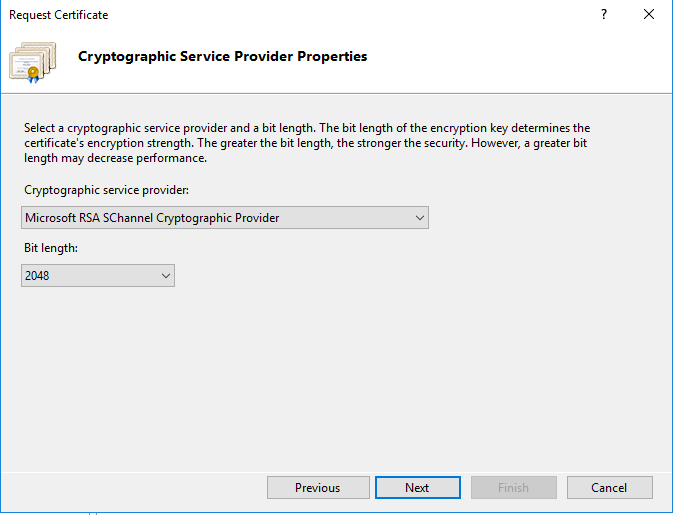 Request Certificate
?
Cryptographic Service Provider Properties
Select a cryptographic service provider and a bit length. The bit length of the encryption key determines the
certificate's encryption strength. The greater the bit length, the stronger the security. However, a greater bit
length may decrease performance.
Cryptographic service provider:
Microsoft RSA SChannel Cryptographic Provider
Bit length:
2048
Previous Next Finish Cancel